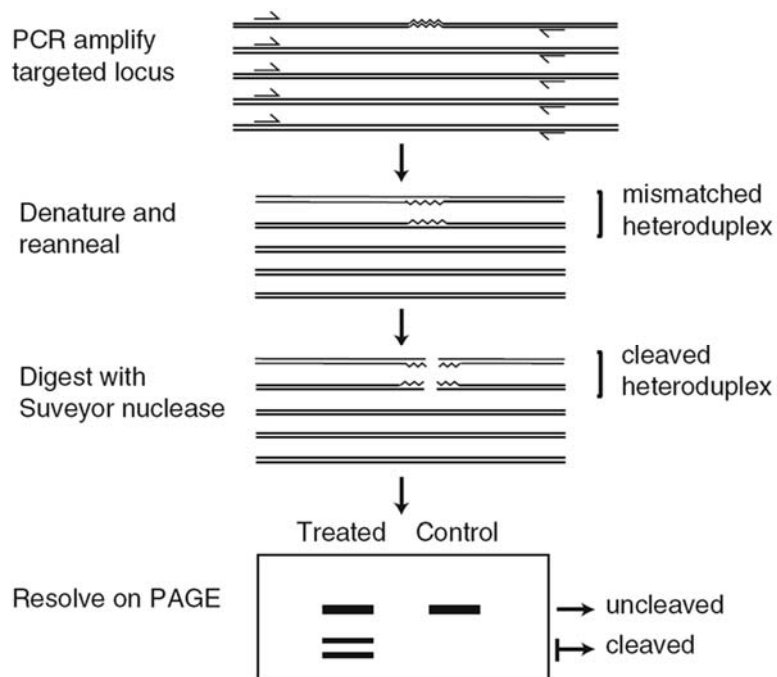 PCR amplify
targeted locus
Denature and
reanneal
mismatched
heteroduplex
Digest with
Suveyor nuclease
cleaved
heteroduplex
Treated Control
Resolve on PAGE
uncleaved
cleaved